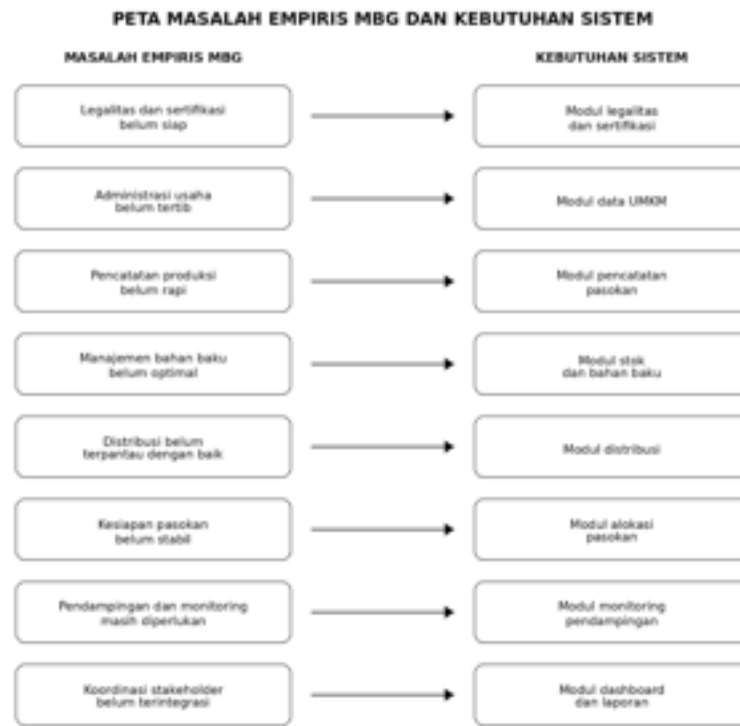 PETA MASALAH EMPIRIS MBG DAN KEBUTUHAN SISTEM
MASALAH EMPIRIS MBG
KEBUTUHAN SISTEM
Legalitas dan sertifikasi
belum siap
Modul legalitas
dan sertifikasi
Administrasi usaha
belum tertib
Modul data UMKM
Pencatatan produksi
belum rapi
Modul pencatatan
pasokan
Manajemen bahan baku
belum optimal
Modul stok
dan bahan baku
Distribusi belum
terpantau dengan baik
Modul distribusi
Kesiapan pasokan
belum stabil
Modul alokasi
pasokan
Pendampingan dan monitoring
masih diperlukan
Modul monitoring
pendampingan
Koordinasi stakeholder
belum terintegrasi
Modul dashboard
dan laporan